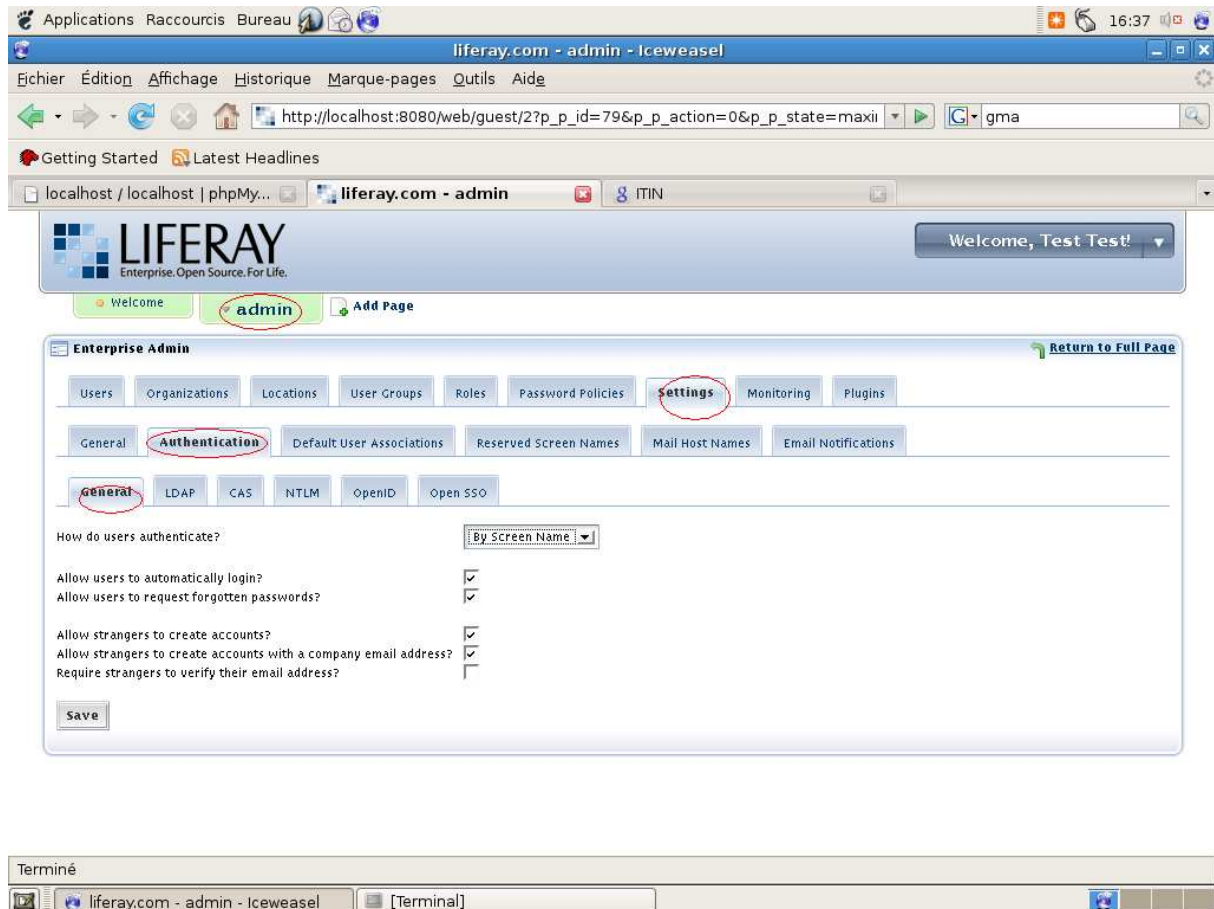 Applications Raccourcis Bureau 16:37
liferay.com - admin - Iceweasel
Fichier Édition Affichage Historique Marque-pages Outils Aide
http://localhost:8080/web/guest/2?p_p_id=79&p_p_action=0&p_p_state=maxii G gma
Getting Started Latest Headlines
localhost / localhost | phpMy... liferay.com - admin g ITIN
LIFERAY
Enterprise. Open Source. For Life.
Welcome, Test Test!
Welcome admin Add Page
Enterprise Admin Return to Full Page
Users Organizations Locations User Groups Roles Password Policies Settings Monitoring Plugins
General Authentication Default User Associations Reserved Screen Names Mail Host Names Email Notifications
General LDAP CAS NTLM OpenID Open SSO
How do users authenticate? By Screen Name
Allow users to automatically login?
Allow users to request forgotten passwords?
Allow strangers to create accounts?
Allow strangers to create accounts with a company email address?
Require strangers to verify their email address?
Save
Terminé
liferay.com - admin - Iceweasel [Terminal]